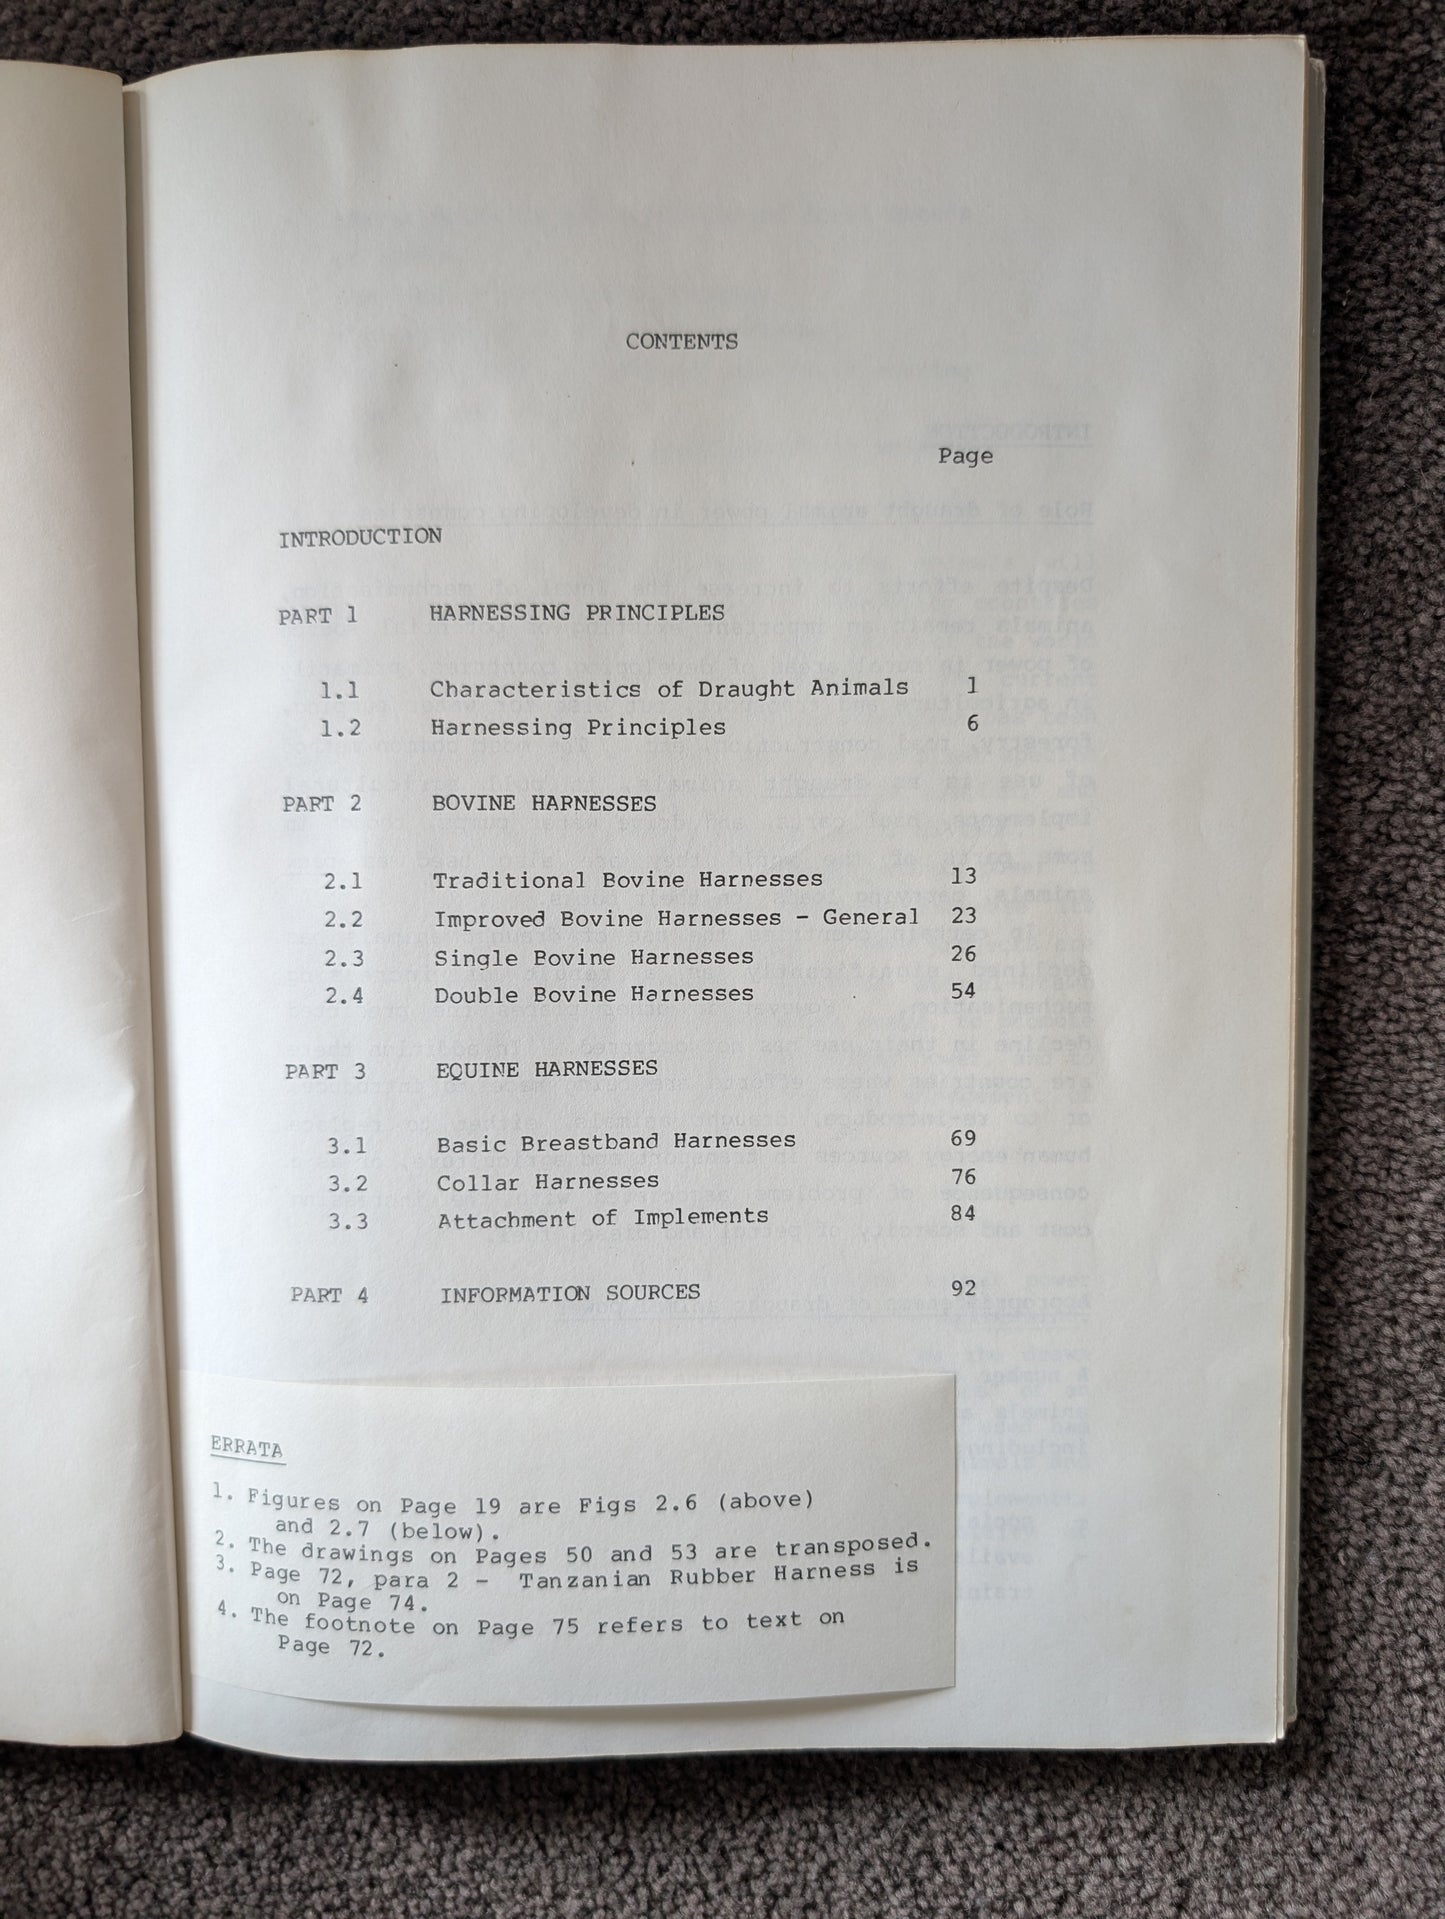 CONTENTS
Page
INTRODUCTION
PART 1 HARNESSING PRINCIPLES
1.1 Characteristics of Draught Animals 1
1.2 Harnessing Principles 6
PART 2 BOVINE HARNESSES
2.1 Traditional Bovine Harnesses 13
2.2 Improved Bovine Harnesses - General 23
2.3 Single Bovine Harnesses 26
2.4 Double Bovine Harnesses 54
PART 3 EQUINE HARNESSES
3.1 Basic Breastband Harnesses 69
3.2 Collar Harnesses 76
3.3 Attachment of Implements 84
PART 4 INFORMATION SOURCES 92
ERRATA
1. Figures on Page 19 are Figs 2.6 (above)
and 2.7 (below).
2. The drawings on Pages 50 and 53 are transposed.
3. Page 72, para 2 - Tanzanian Rubber Harness is
on Page 74.
4. The footnote on Page 75 refers to text on
Page 72.